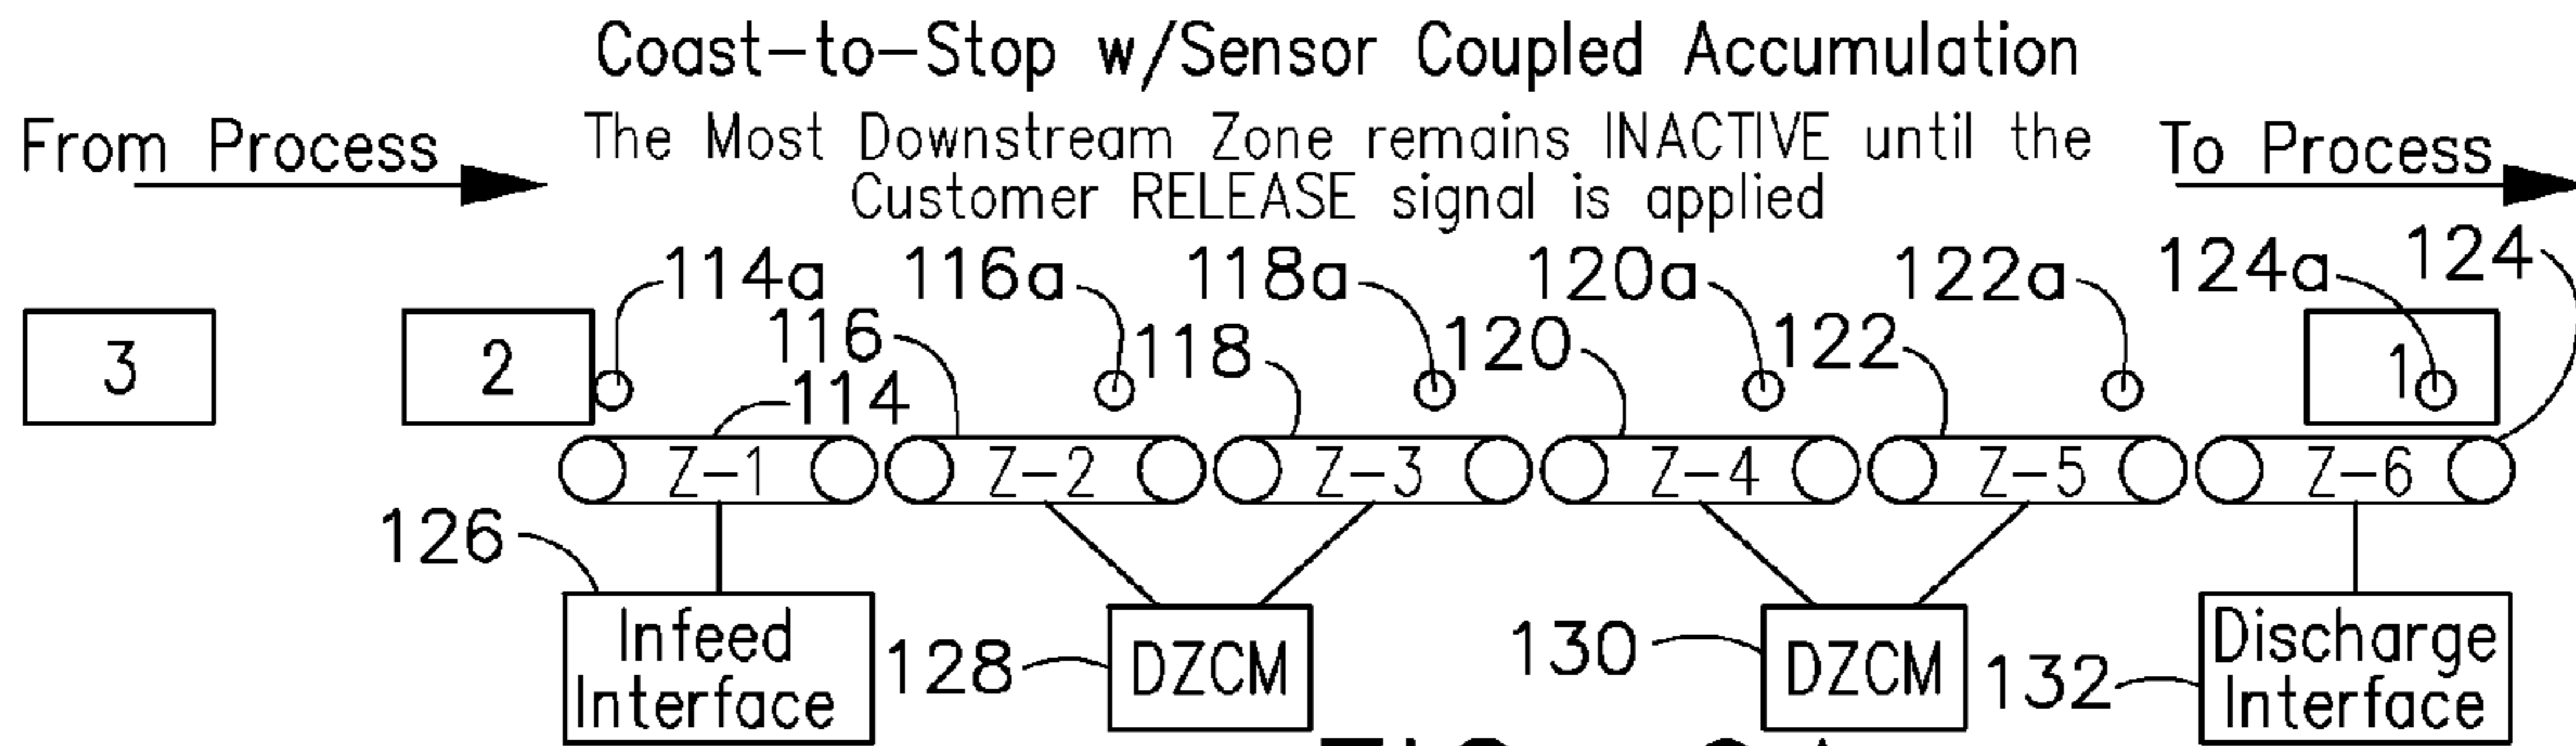 Coast-to-Stop w/Sensor Coupled Accumulation
From Process
The Most Downstream Zone remains INACTIVE until the
Customer RELEASE signal is applied
To Process
114a
116a
118a
120a
122a
124a
124
116
118
120
122
114
3
2
1
Z-1
Z-2
Z-3
Z-4
Z-5
Z-6
126
Infeed
Interface
128
DZCM
130
DZCM
132
Discharge
Interface